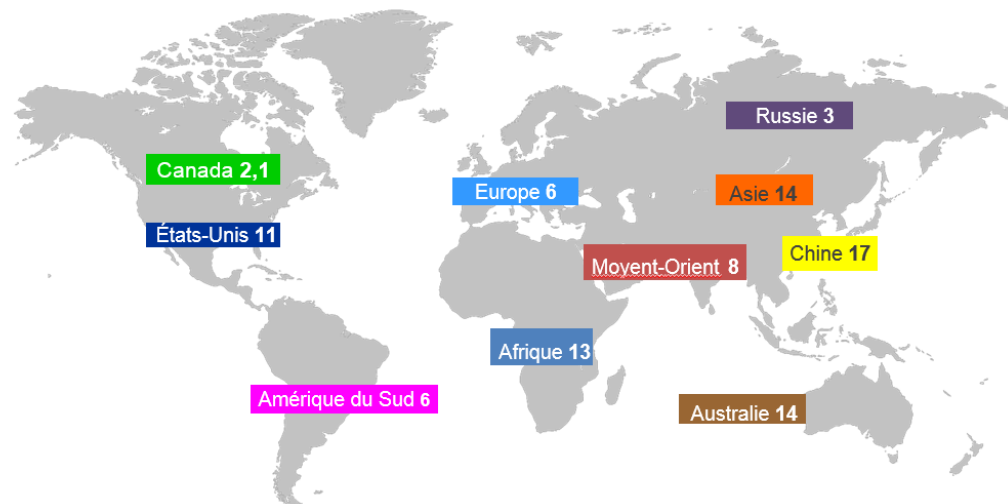 Russie 3
Canada 2,1
Europe 6
Asie 14
États-Unis 11
Chine 17
Moyent-Orient 8
Afrique 13
Amérique du Sud 6
Australie 14